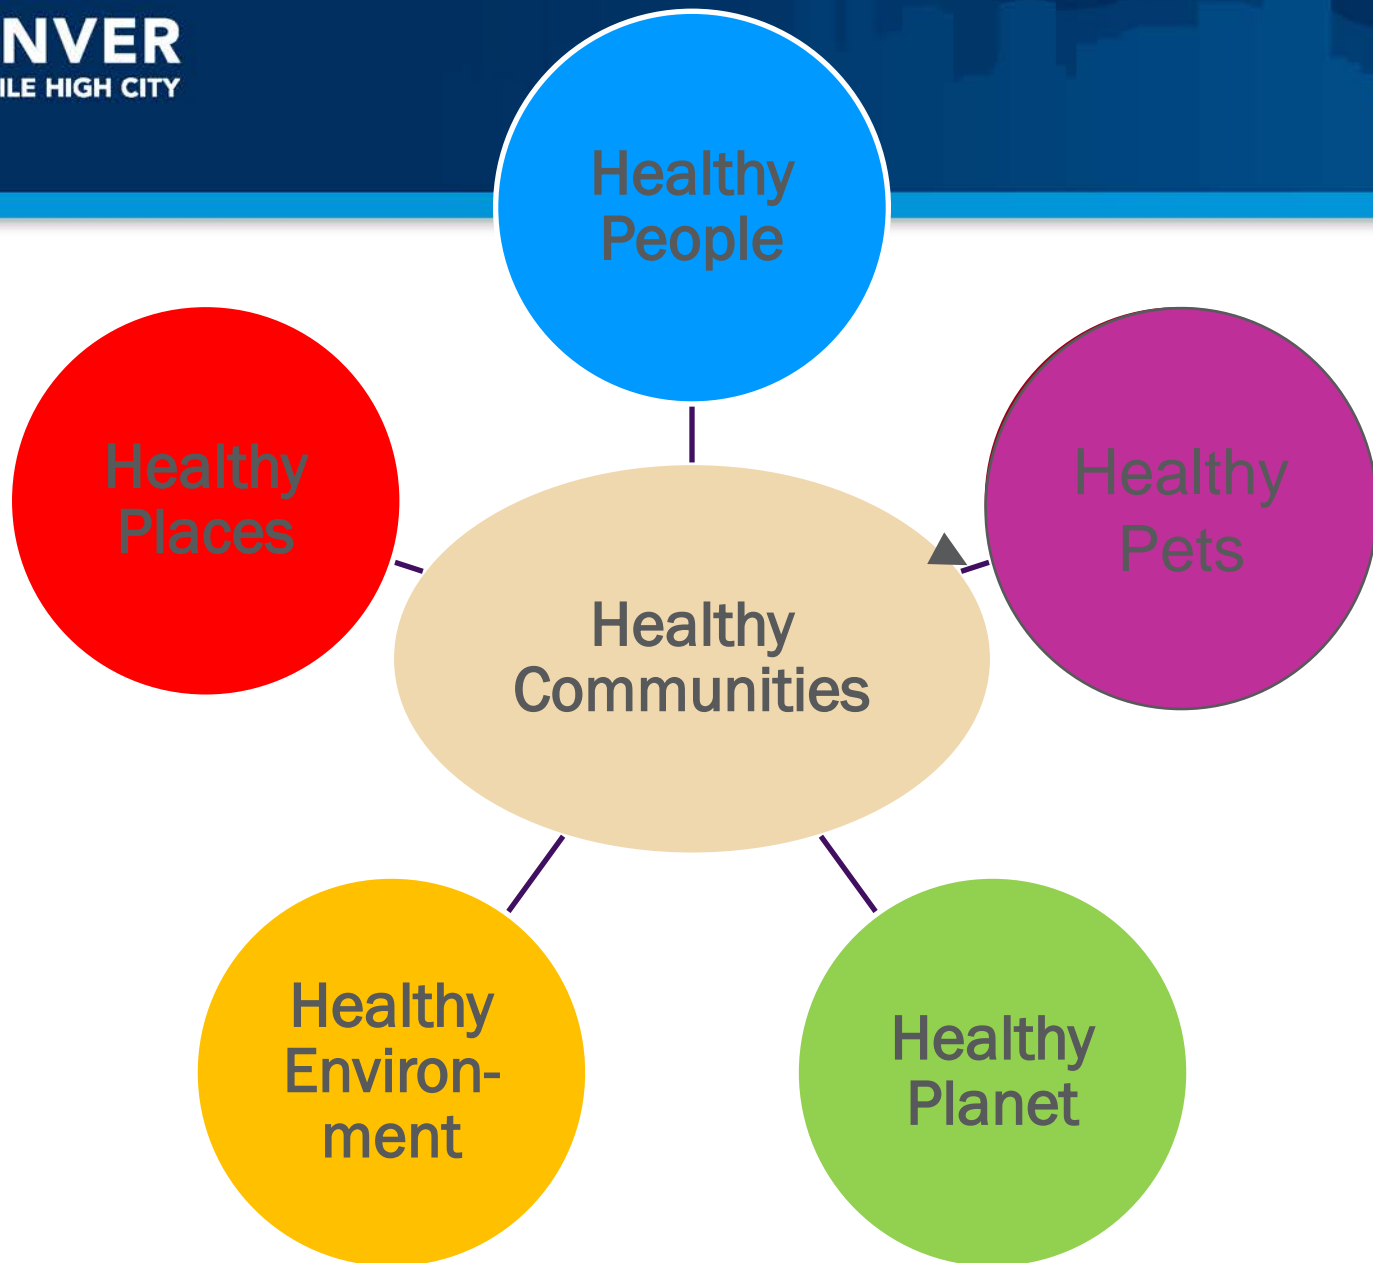 NVER
ILE HIGH CITY
Healthy
People
Healthy
Places
Healthy
Pets
Healthy
Communities
Healthy
Environ-
ment
Healthy
Planet